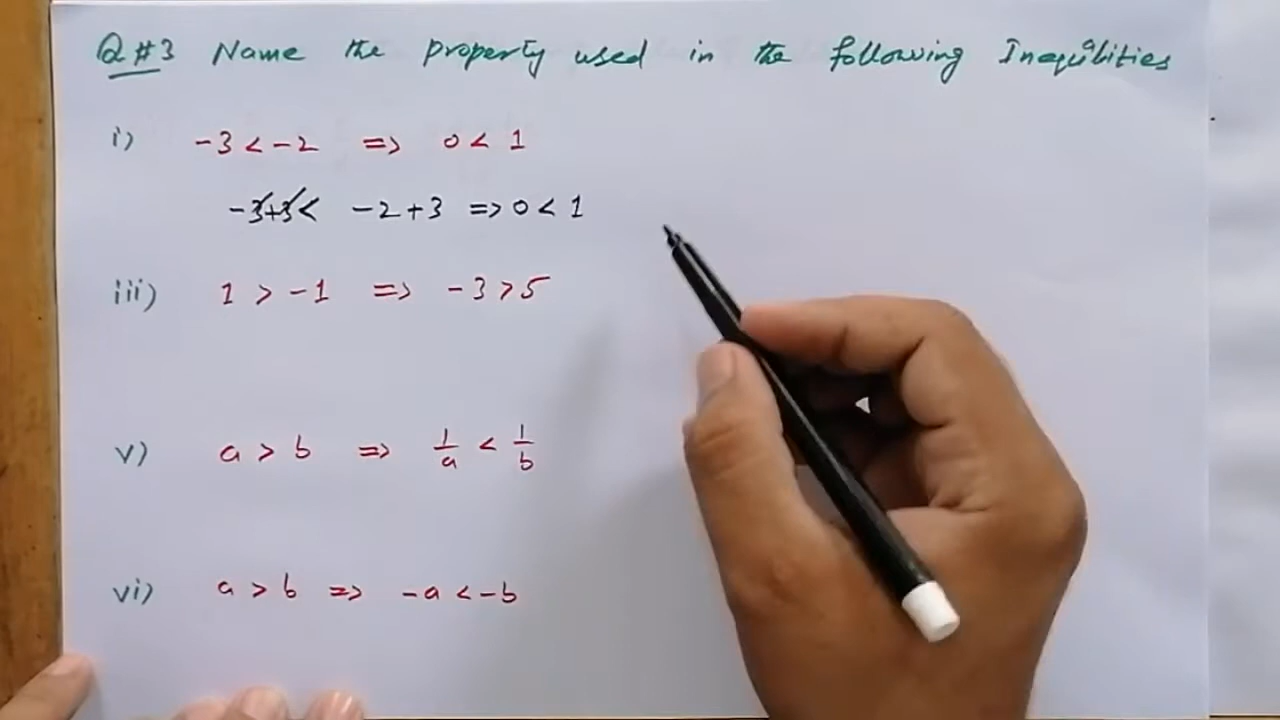 Q #3 Name the property used in the following Inequalities
i) -3 < -2 => 0 < 1
-3+3 < -2+3 => 0 < 1
iii) 1 > -1 => -3 > 5
v) a > b => 1/a < 1/b
vi) a > b => -a < -b